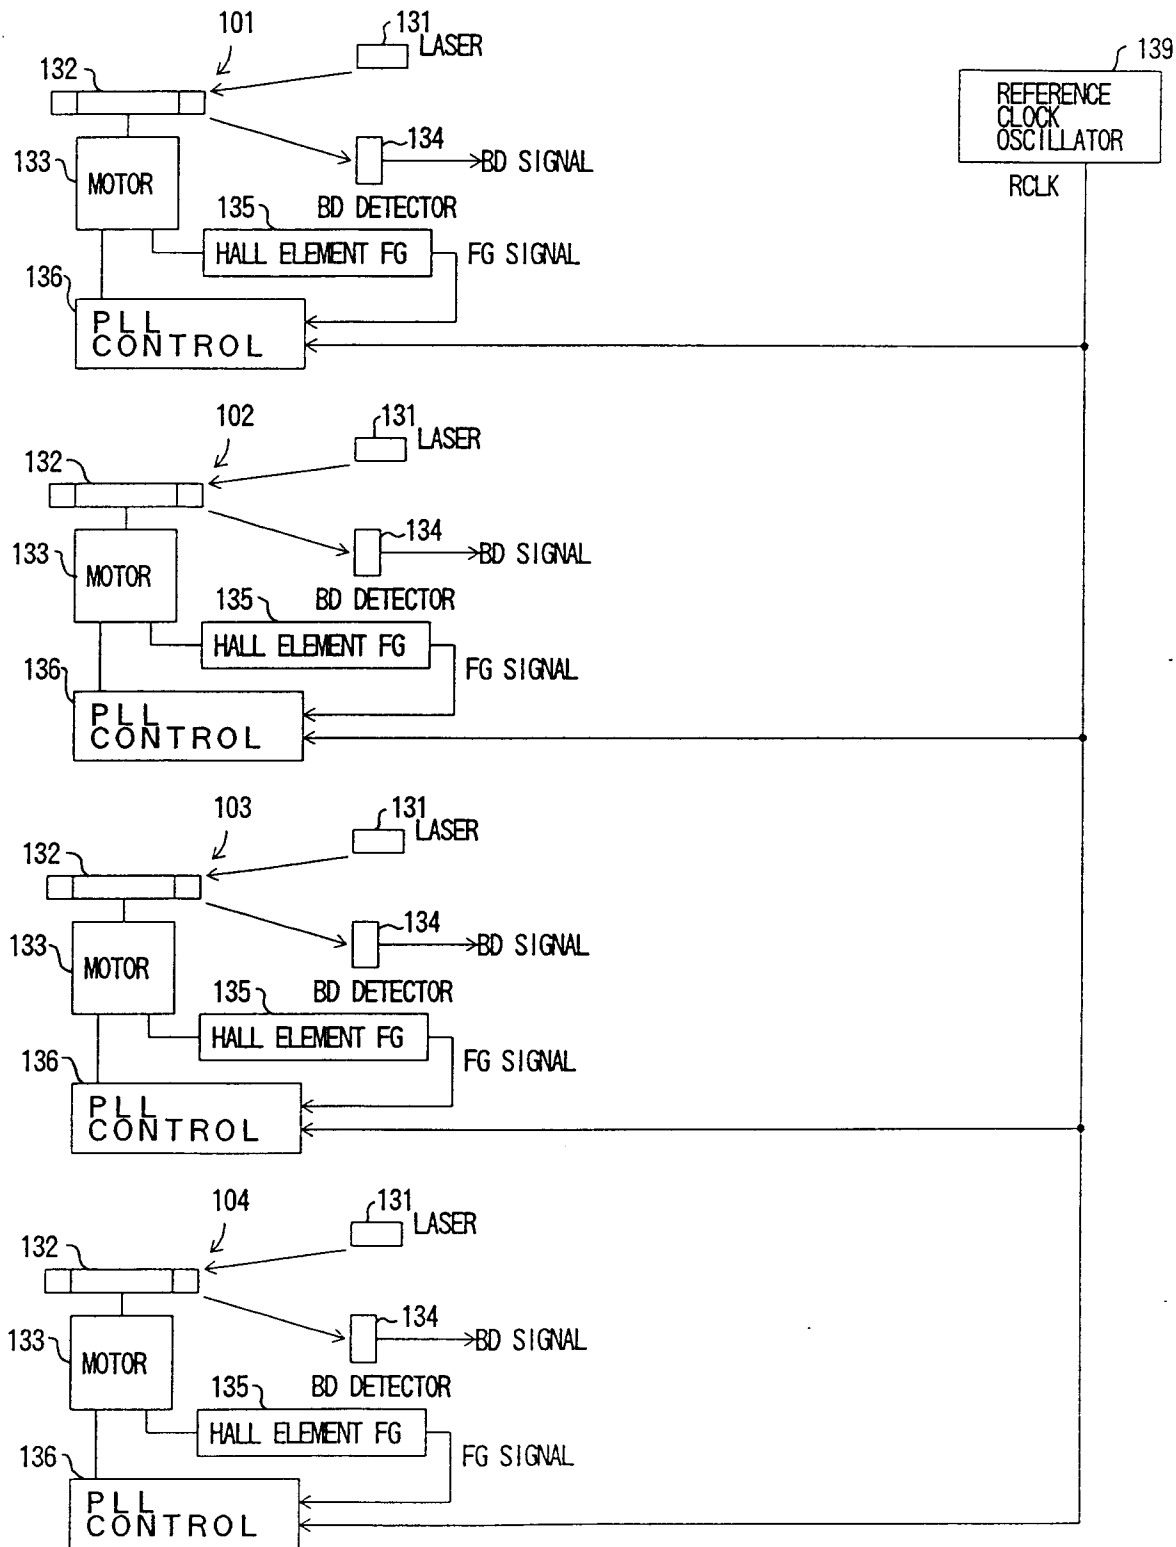 131
LASER
101
132
134
BD SIGNAL
133
MOTOR
BD DETECTOR
135
HALL ELEMENT FG
FG SIGNAL
136
PLL
CONTROL
139
REFERENCE
CLOCK
OSCILLATOR
RCLK
131
LASER
102
132
134
BD SIGNAL
133
MOTOR
BD DETECTOR
135
HALL ELEMENT FG
FG SIGNAL
136
PLL
CONTROL
131
LASER
103
132
134
BD SIGNAL
133
MOTOR
BD DETECTOR
135
HALL ELEMENT FG
FG SIGNAL
136
PLL
CONTROL
131
LASER
104
132
134
BD SIGNAL
133
MOTOR
BD DETECTOR
135
HALL ELEMENT FG
FG SIGNAL
136
PLL
CONTROL